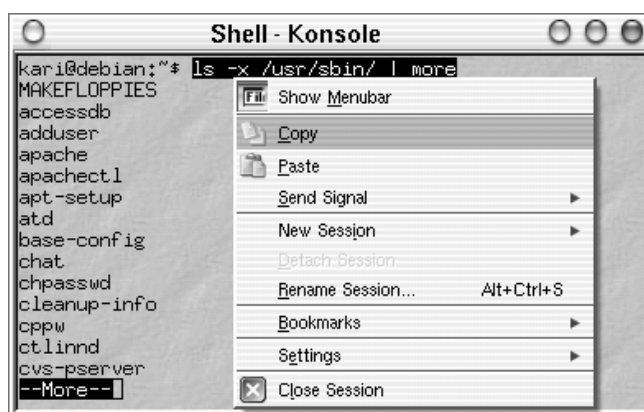 Shell - Konsole
kari@debian:~$ ls -x /usr/sbin/ | more
MAKEFLOPPIES
accessdb
adduser
apache
apachectl
apt-setup
atd
base-config
chat
chpasswd
cleanup-info
cppw
ctlinnd
cvs-pserver
--More--
Show Menubar
Copy
Paste
Send Signal
New Session
Detach Session
Rename Session... Alt+Ctrl+S
Bookmarks
Settings
Close Session